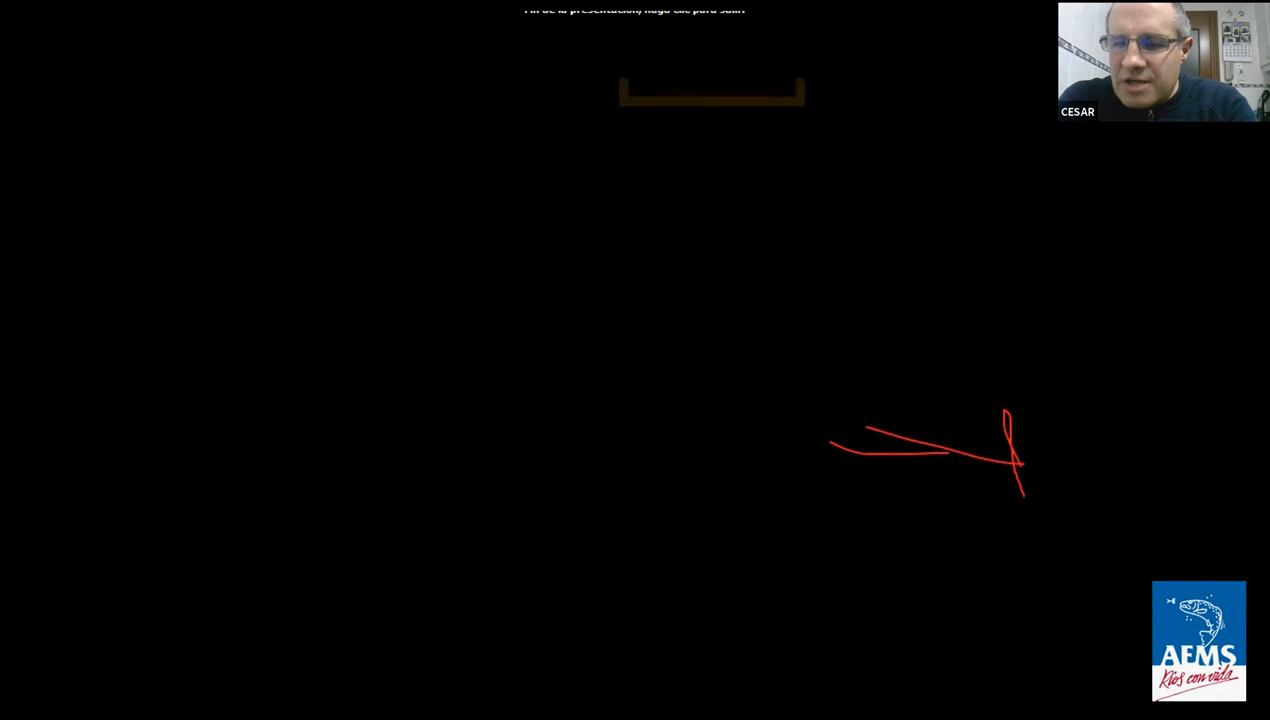 Fin de la presentación, haga clic para salir.
CESAR
AEMS
Ríos con vida